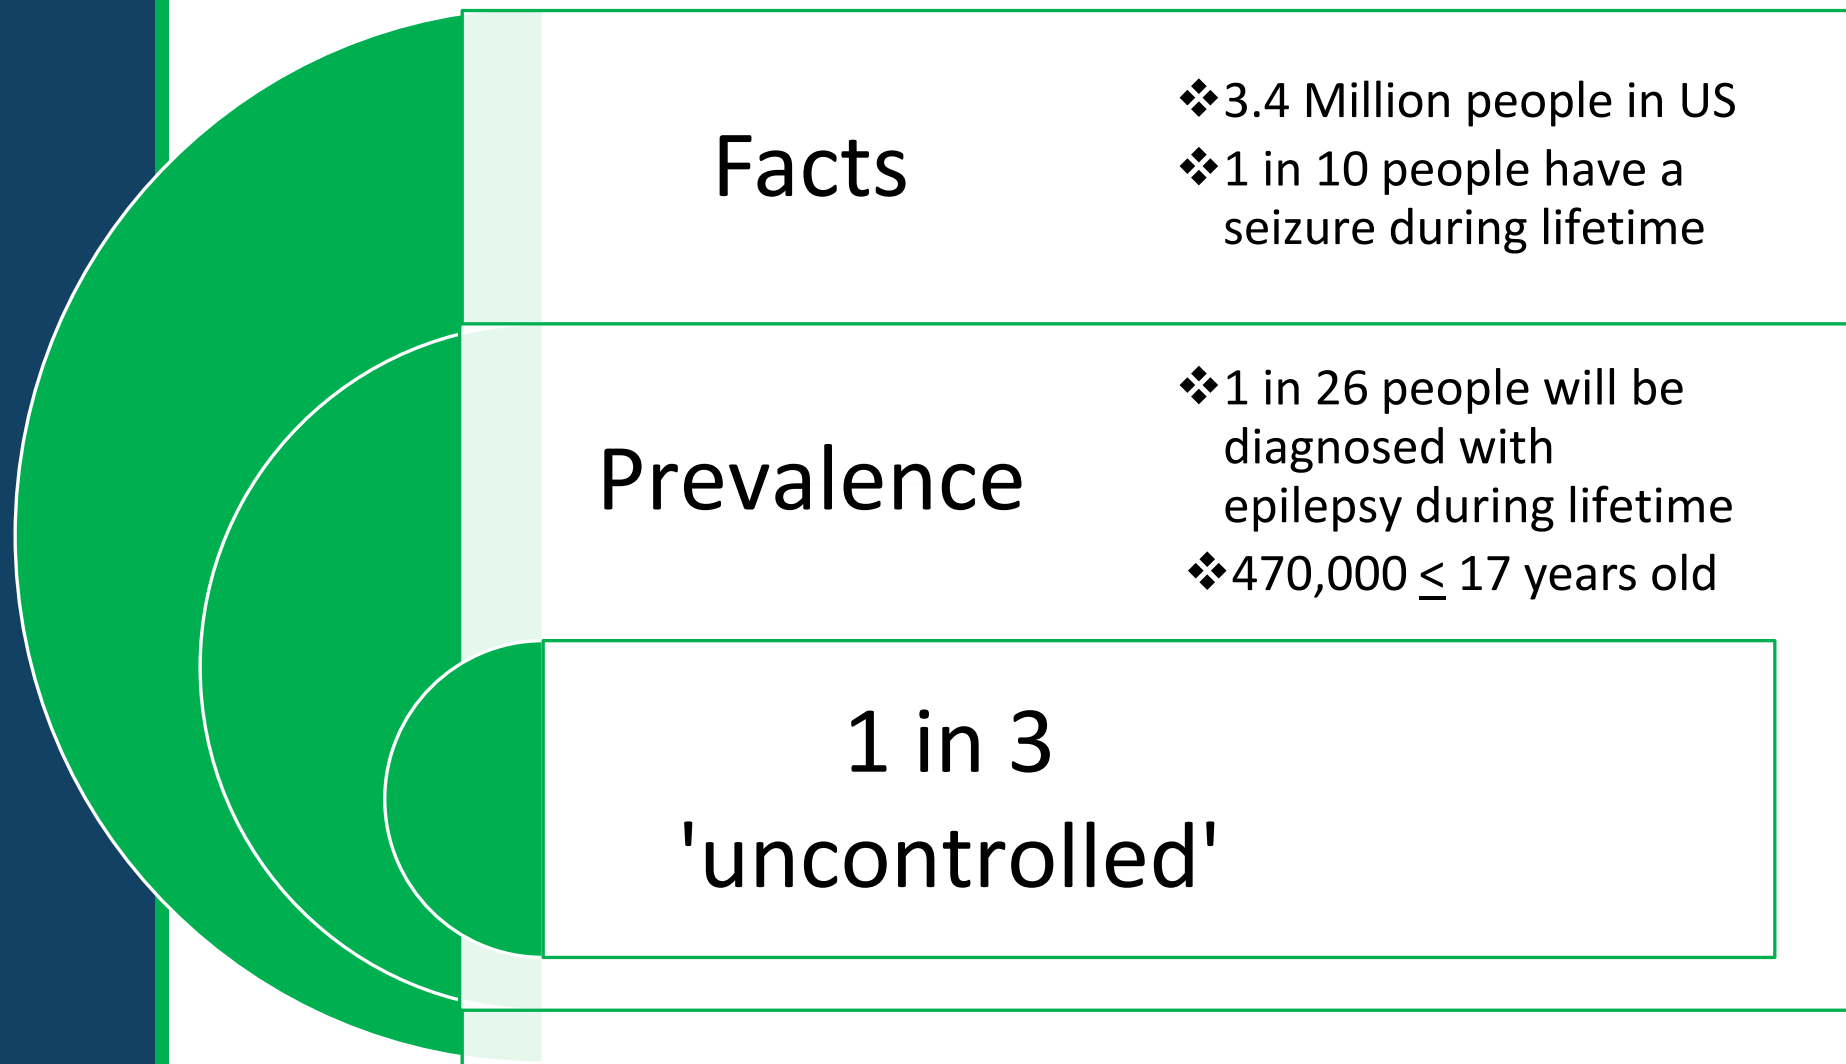 Facts
❖3.4 Million people in US
❖1 in 10 people have a
seizure during lifetime
Prevalence
❖1 in 26 people will be
diagnosed with
epilepsy during lifetime
❖470,000 ≤ 17 years old
1 in 3
'uncontrolled'